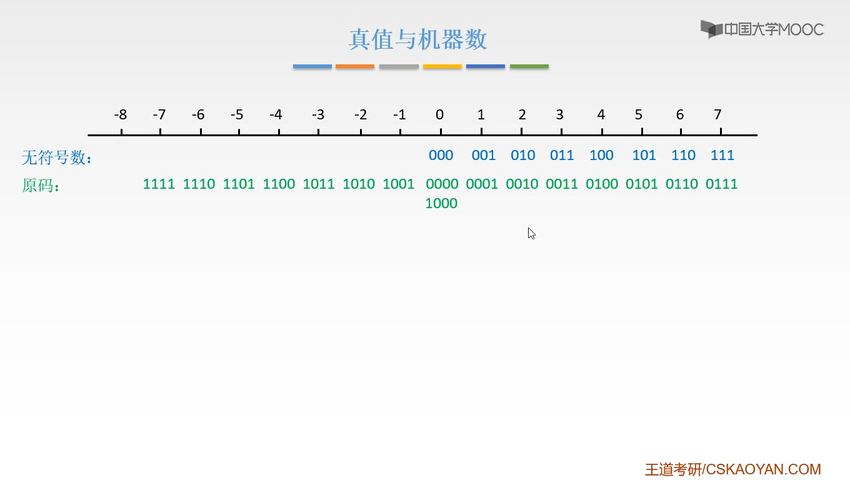 真值与机器数
中国大学MOOC
-8 -7 -6 -5 -4 -3 -2 -1 0 1 2 3 4 5 6 7
无符号数: 000 001 010 011 100 101 110 111
原码: 1111 1110 1101 1100 1011 1010 1001 0000 0001 0010 0011 0100 0101 0110 0111
1000
王道考研/CSKAOYAN.COM